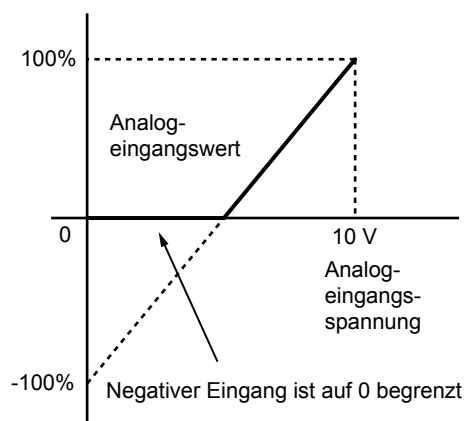 100%
Analog-
eingangswert
0
10 V
Analog-
eingangs-
spannung
-100%
Negativer Eingang ist auf 0 begrenzt